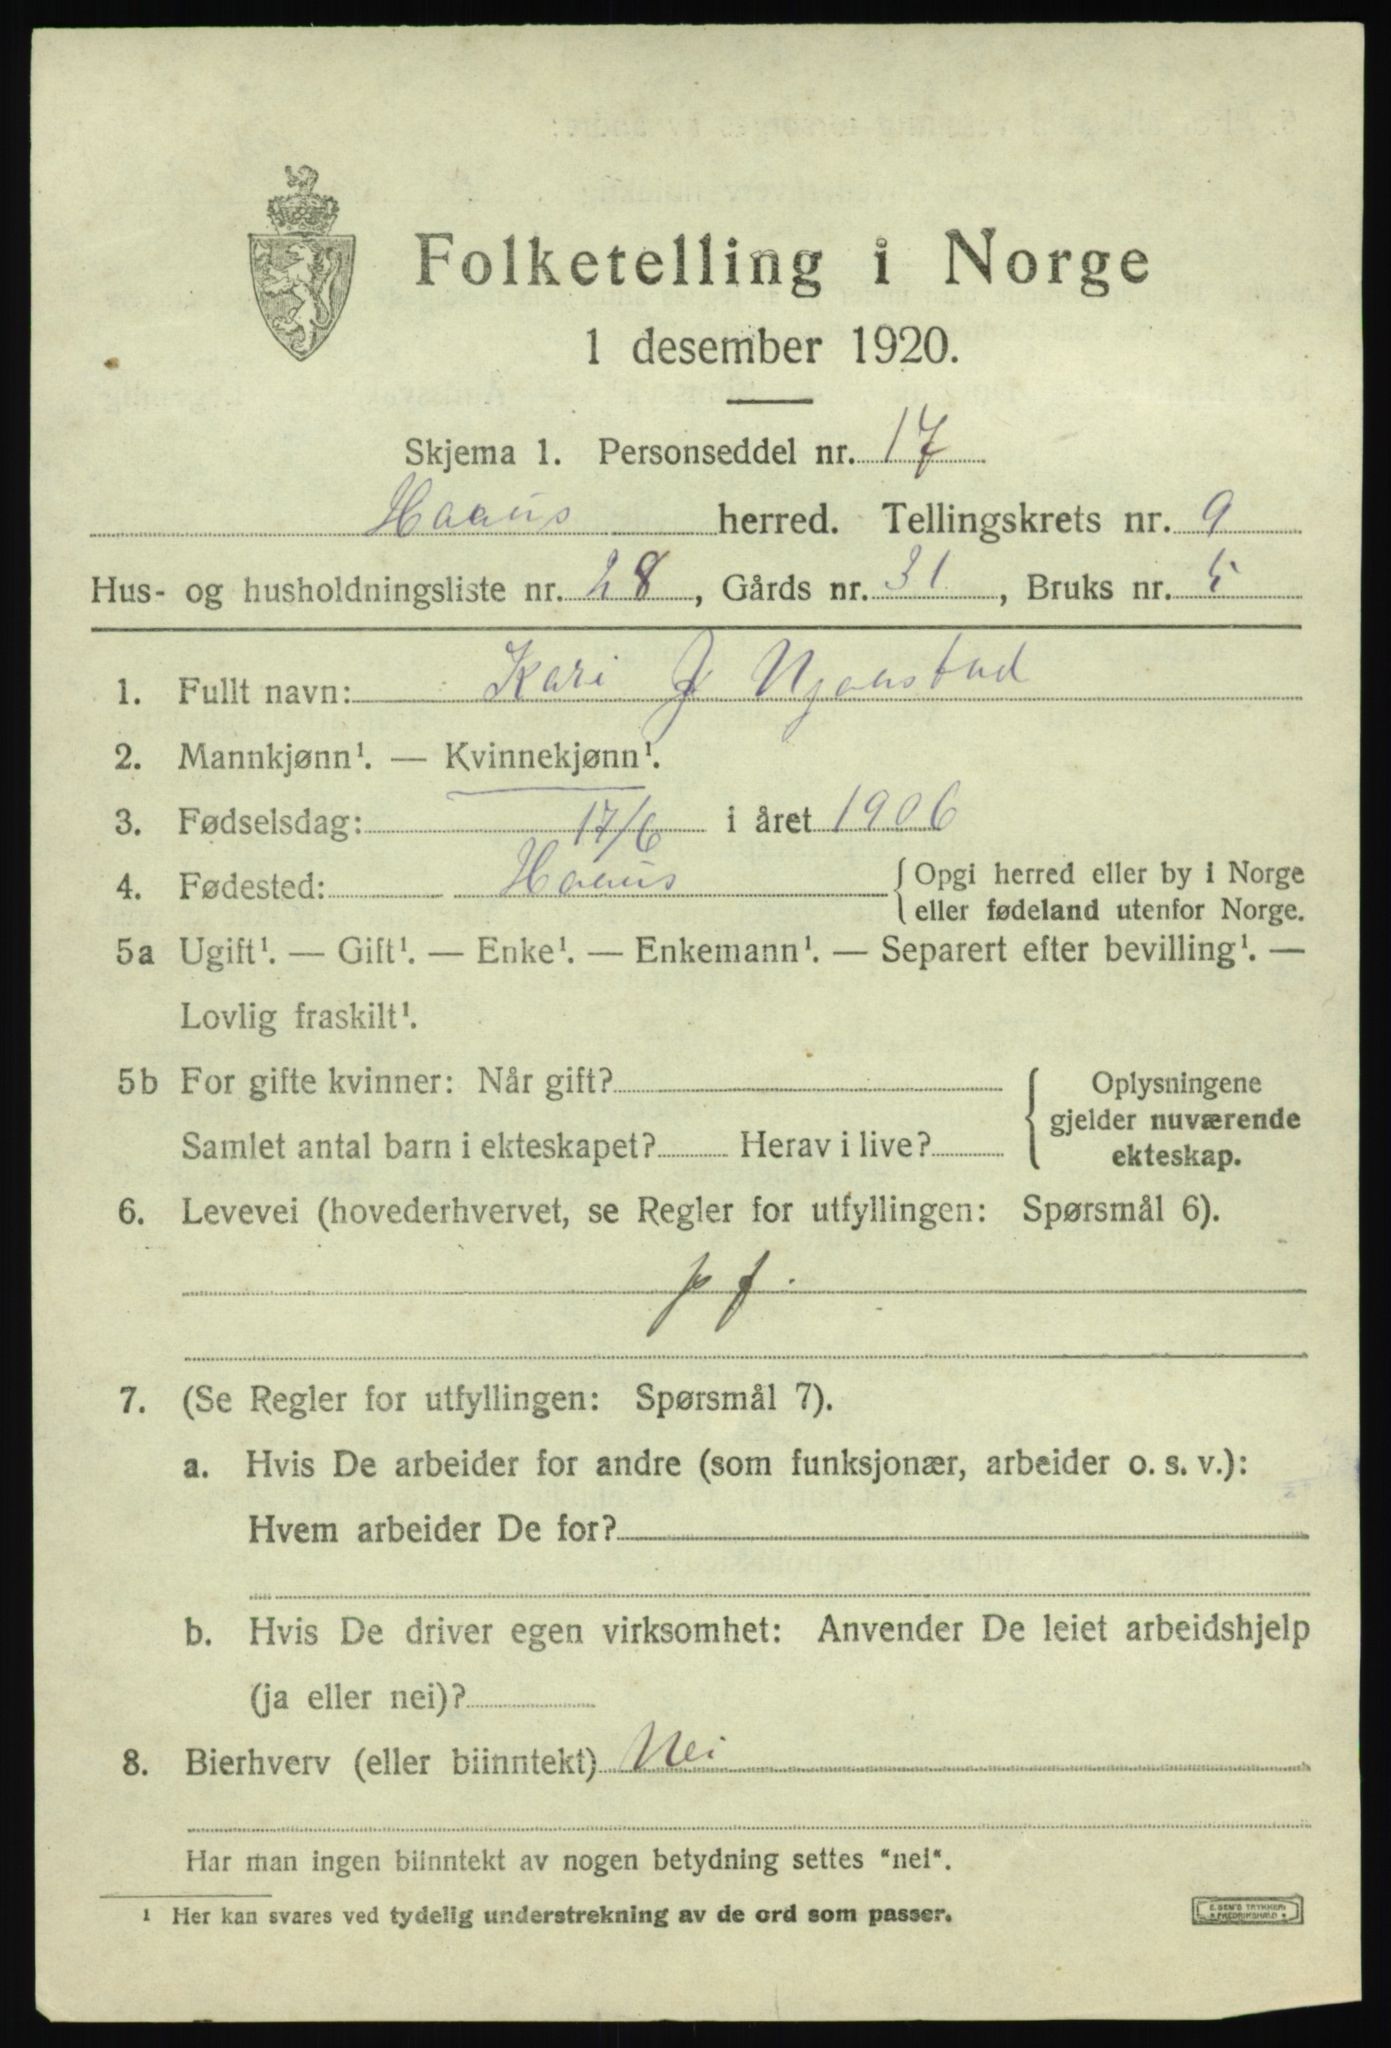 Folketelling i Norge
1 desember 1920.
Skjema 1. Personseddel nr. 17
Haaus herred. Tellingskrets nr. 9
Hus- og husholdningsliste nr. 28, Gårds nr. 31, Bruks nr. 5
1. Fullt navn: Kari J Njaastad
2. Mannkjønn¹. — Kvinnekjønn¹.
3. Fødselsdag: 17/6 i året 1906
4. Fødested: Haaus { Opgi herred eller by i Norge
eller fødeland utenfor Norge.
5a Ugift¹. — Gift¹. — Enke¹. — Enkemann¹. — Separert efter bevilling¹. —
Lovlig fraskilt¹.
5b For gifte kvinner: Når gift? { Oplysningene
gjelder nuværende
Samlet antal barn i ekteskapet? Herav i live? ekteskap.
6. Levevei (hovederhvervet, se Regler for utfyllingen: Spørsmål 6).
p f.
7. (Se Regler for utfyllingen: Spørsmål 7).
a. Hvis De arbeider for andre (som funksjonær, arbeider o. s. v.):
Hvem arbeider De for?
b. Hvis De driver egen virksomhet: Anvender De leiet arbeidshjelp
(ja eller nei)?
8. Bierhverv (eller biinntekt) Nei
Har man ingen biinntekt av nogen betydning settes "nei".
¹ Her kan svares ved tydelig understrekning av de ord som passer.
E. SEM'S TRYKKERI
FREDRIKSHALD